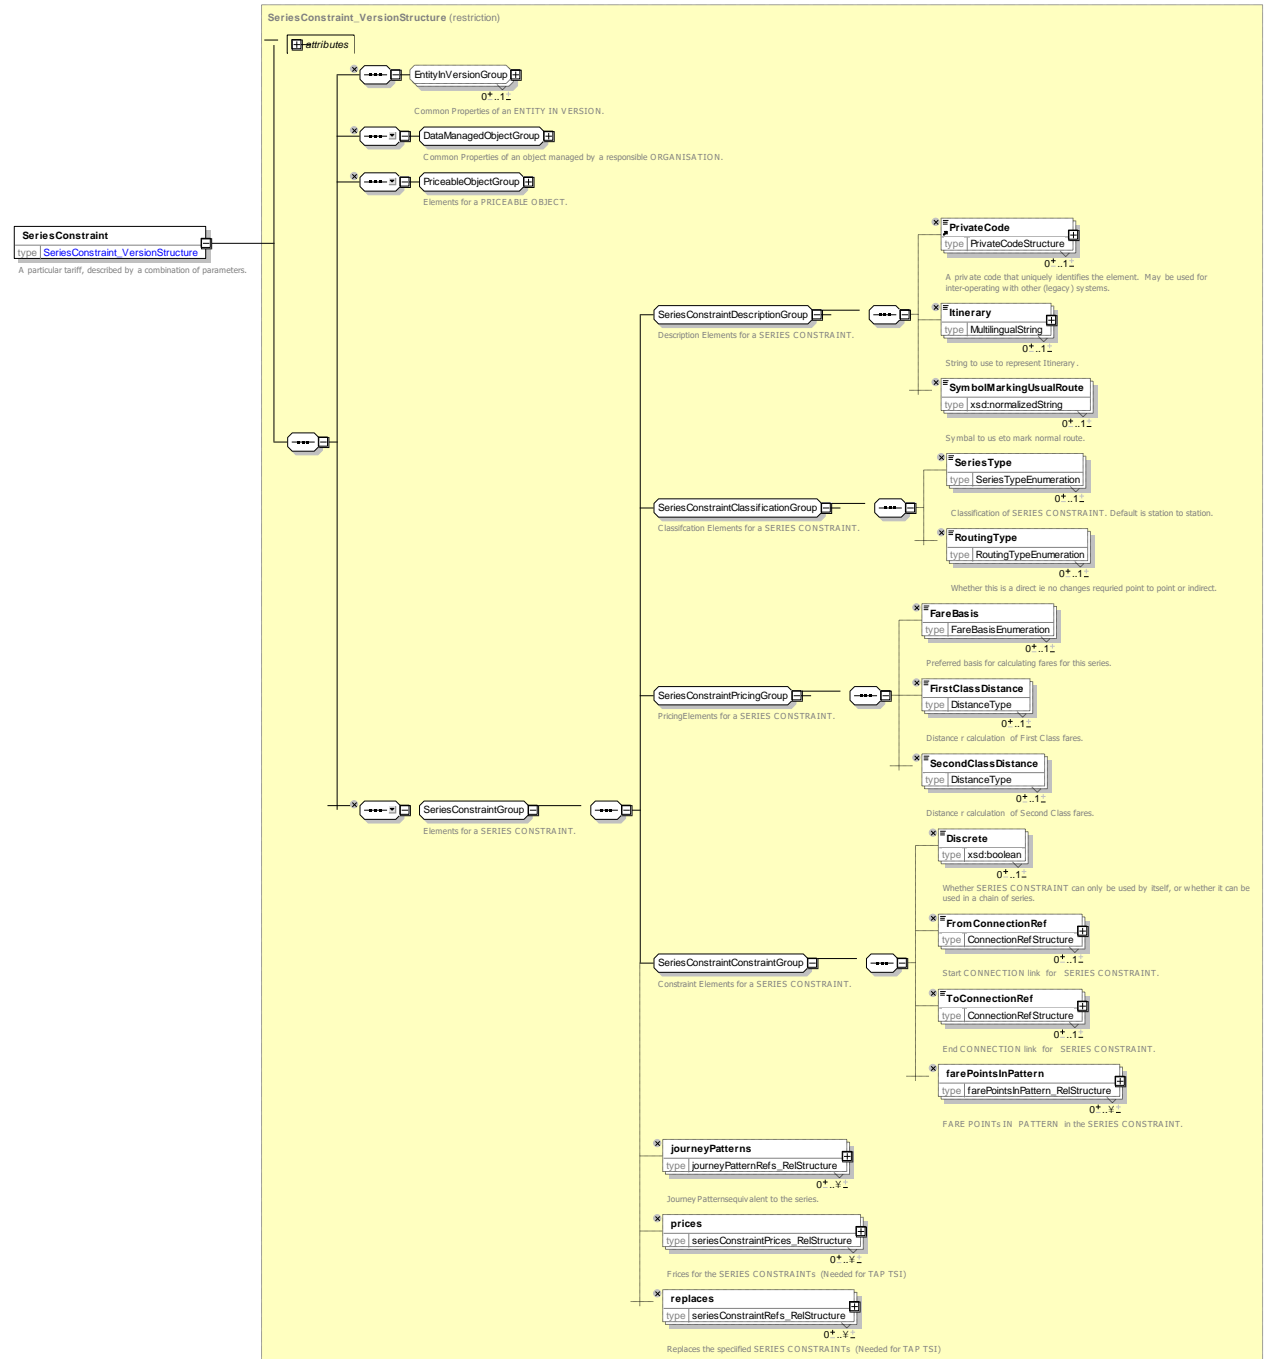 SeriesConstraint_VersionStructure (restriction)
attributes
EntityInVersionGroup
0..1
Common Properties of an ENTITY IN VERSION.
DataManagedObjectGroup
Common Properties of an object managed by a responsible ORGANISATION.
PriceableObjectGroup
Elements for a PRICEABLE OBJECT.
SeriesConstraint
type SeriesConstraint_VersionStructure
A particular tariff, described by a combination of parameters.
PrivateCode
type PrivateCodeStructure
0..1
A private code that uniquely identifies the element. May be used for
inter-operating with other (legacy) systems.
SeriesConstraintDescriptionGroup
Description Elements for a SERIES CONSTRAINT.
Itinerary
type MultilingualString
0..1
String to use to represent Itinerary.
SymbolMarkingUsualRoute
type xsd:normalizedString
0..1
Symbal to us eto mark normal route.
SeriesType
type SeriesTypeEnumeration
0..1
Classification of SERIES CONSTRAINT. Default is station to station.
SeriesConstraintClassificationGroup
Classifcation Elements for a SERIES CONSTRAINT.
RoutingType
type RoutingTypeEnumeration
0..1
Whether this is a direct ie no changes requried point to point or indirect.
FareBasis
type FareBasisEnumeration
0..1
Preferred basis for calculating fares for this series.
SeriesConstraintPricingGroup
PricingElements for a SERIES CONSTRAINT.
FirstClassDistance
type DistanceType
0..1
Distance r calculation of First Class fares.
SecondClassDistance
type DistanceType
0..1
Distance r calculation of Second Class fares.
SeriesConstraintGroup
Elements for a SERIES CONSTRAINT.
Discrete
type xsd:boolean
0..1
Whether SERIES CONSTRAINT can only be used by itself, or whether it can be
used in a chain of series.
FromConnectionRef
type ConnectionRefStructure
0..1
Start CONNECTION link for SERIES CONSTRAINT.
SeriesConstraintConstraintGroup
Constraint Elements for a SERIES CONSTRAINT.
ToConnectionRef
type ConnectionRefStructure
0..1
End CONNECTION link for SERIES CONSTRAINT.
farePointsInPattern
type farePointsInPattern_RelStructure
0..¥
FARE POINTs IN PATTERN in the SERIES CONSTRAINT.
journeyPatterns
type journeyPatternRefs_RelStructure
0..¥
Journey Patternsequivalent to the series.
prices
type seriesConstraintPrices_RelStructure
0..¥
Frices for the SERIES CONSTRAINTs (Needed for TAP TSI)
replaces
type seriesConstraintRefs_RelStructure
0..¥
Replaces the specified SERIES CONSTRAINTs (Needed for TAP TSI)